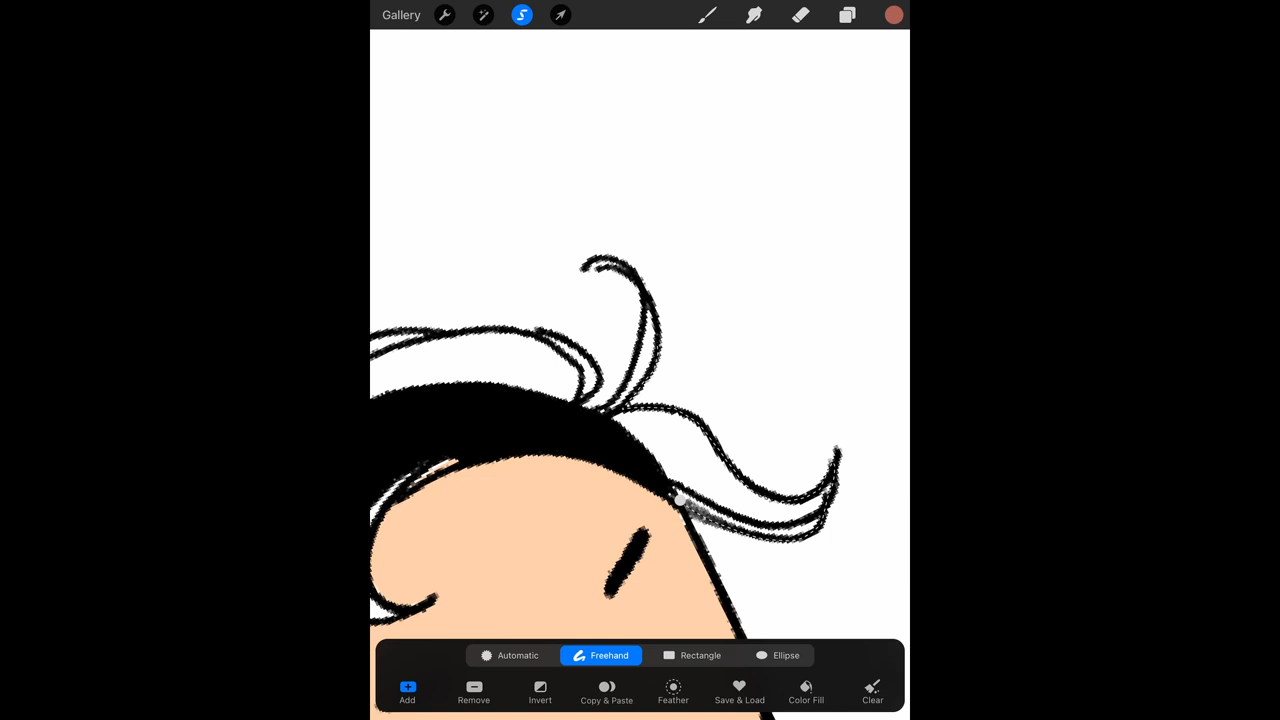 Gallery
Automatic Freehand Rectangle Ellipse
Add Remove Invert Copy & Paste Feather Save & Load Color Fill Clear